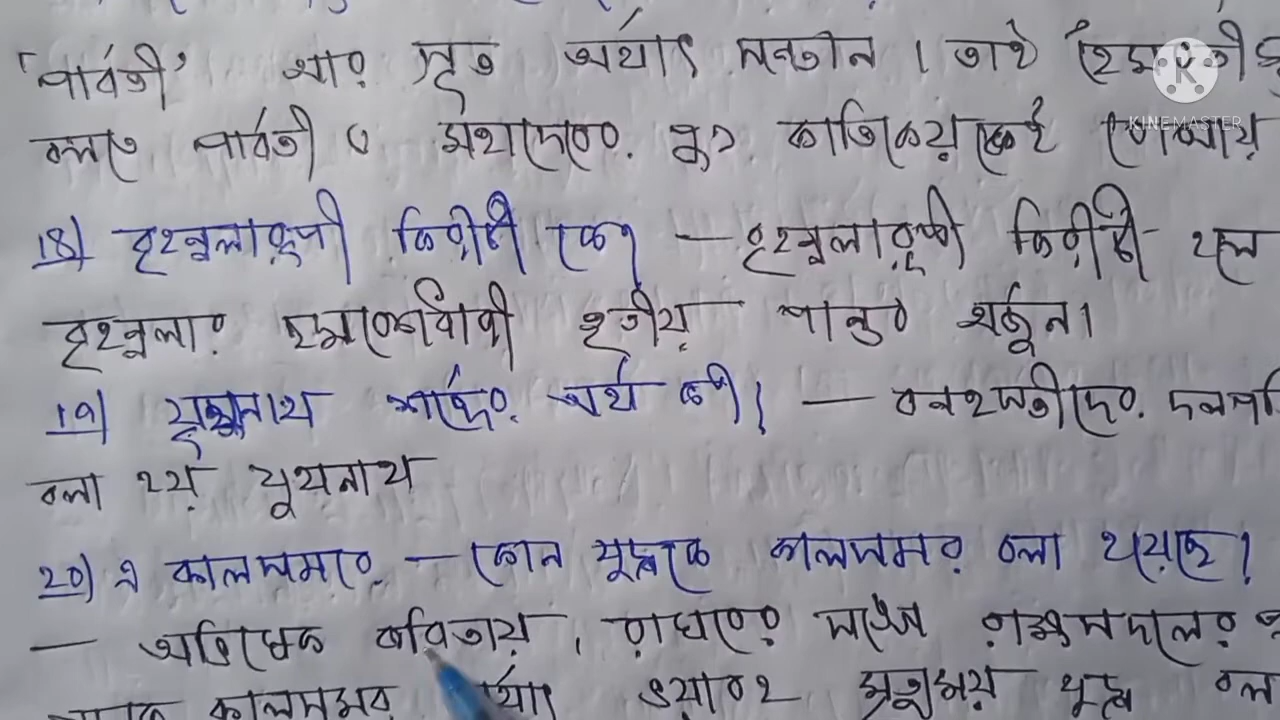 'পার্বতী' যার সূত অর্থাৎ সন্তান । তাই হৈমবতী
বলতে পার্বতী ও মহাদেবের পুত্র কার্তিকেয়কেই বোঝায়
18) বৃহন্নলারূপী কিরীটী কে? — বৃহন্নলারূপী কিরীটী হল
বৃহন্নলার ছদ্মবেশধারী তৃতীয় পান্ডব অর্জুন।
19) যূথনাথ শব্দের অর্থ কী? — বনহস্তীদের দলপতি
বলা হয় যূথনাথ
20) এ কালসমরে — কোন যুদ্ধকে কালসমর বলা হয়েছে?
— অভিষেক কবিতায়, রাঘবের সঙ্গে রাক্ষসদলের
কালসমর অর্থাৎ ভয়াবহ মৃত্যুময় যুদ্ধ বল
KINEMASTER